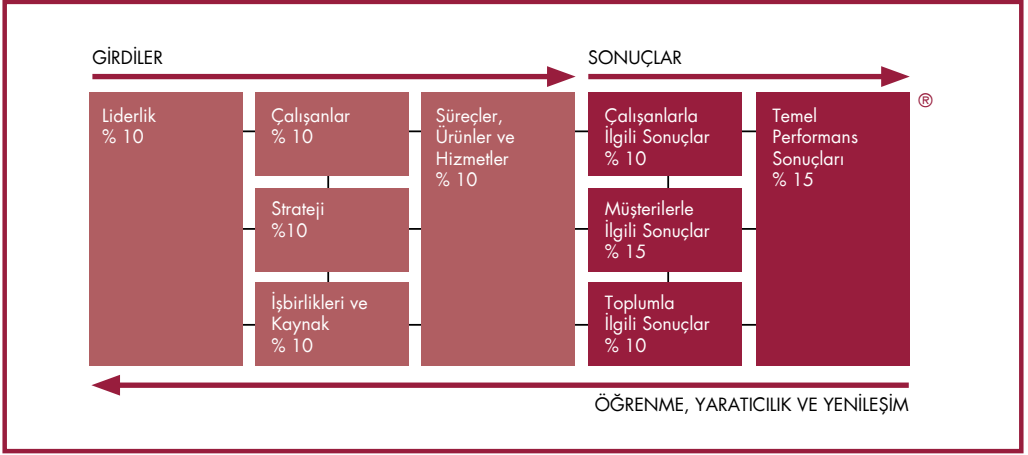 GİRDİLER
SONUÇLAR
®
Liderlik
% 10
Çalışanlar
% 10
Strateji
%10
İşbirlikleri ve
Kaynak
% 10
Süreçler,
Ürünler ve
Hizmetler
% 10
Çalışanlarla
İlgili Sonuçlar
% 10
Müşterilerle
İlgili Sonuçlar
% 15
Toplumla
İlgili Sonuçlar
% 10
Temel
Performans
Sonuçları
% 15
ÖĞRENME, YARATICILIK VE YENİLEŞİM